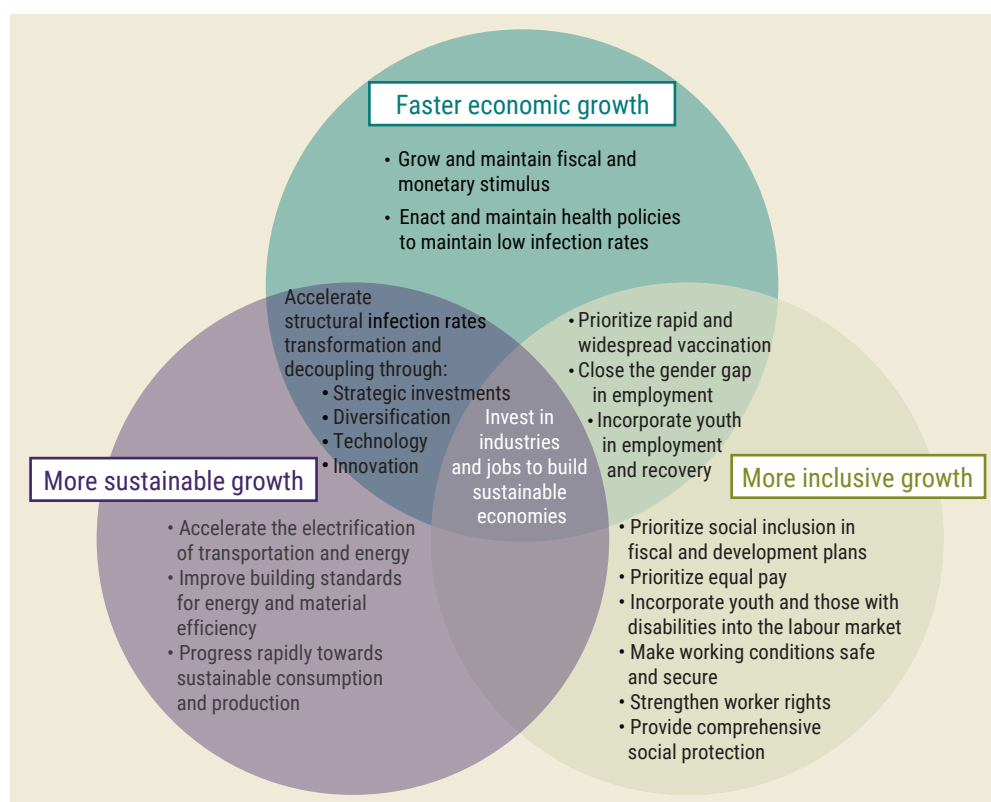 Faster economic growth
• Grow and maintain fiscal and
monetary stimulus
• Enact and maintain health policies
to maintain low infection rates
Accelerate
structural infection rates
transformation and
decoupling through:
• Strategic investments
• Diversification
• Technology
• Innovation
• Prioritize rapid and
widespread vaccination
• Close the gender gap
in employment
• Incorporate youth
in employment
and recovery
Invest in
industries
and jobs to build
sustainable
economies
More sustainable growth
• Accelerate the electrification
of transportation and energy
• Improve building standards
for energy and material
efficiency
• Progress rapidly towards
sustainable consumption
and production
More inclusive growth
• Prioritize social inclusion in
fiscal and development plans
• Prioritize equal pay
• Incorporate youth and those with
disabilities into the labour market
• Make working conditions safe
and secure
• Strengthen worker rights
• Provide comprehensive
social protection